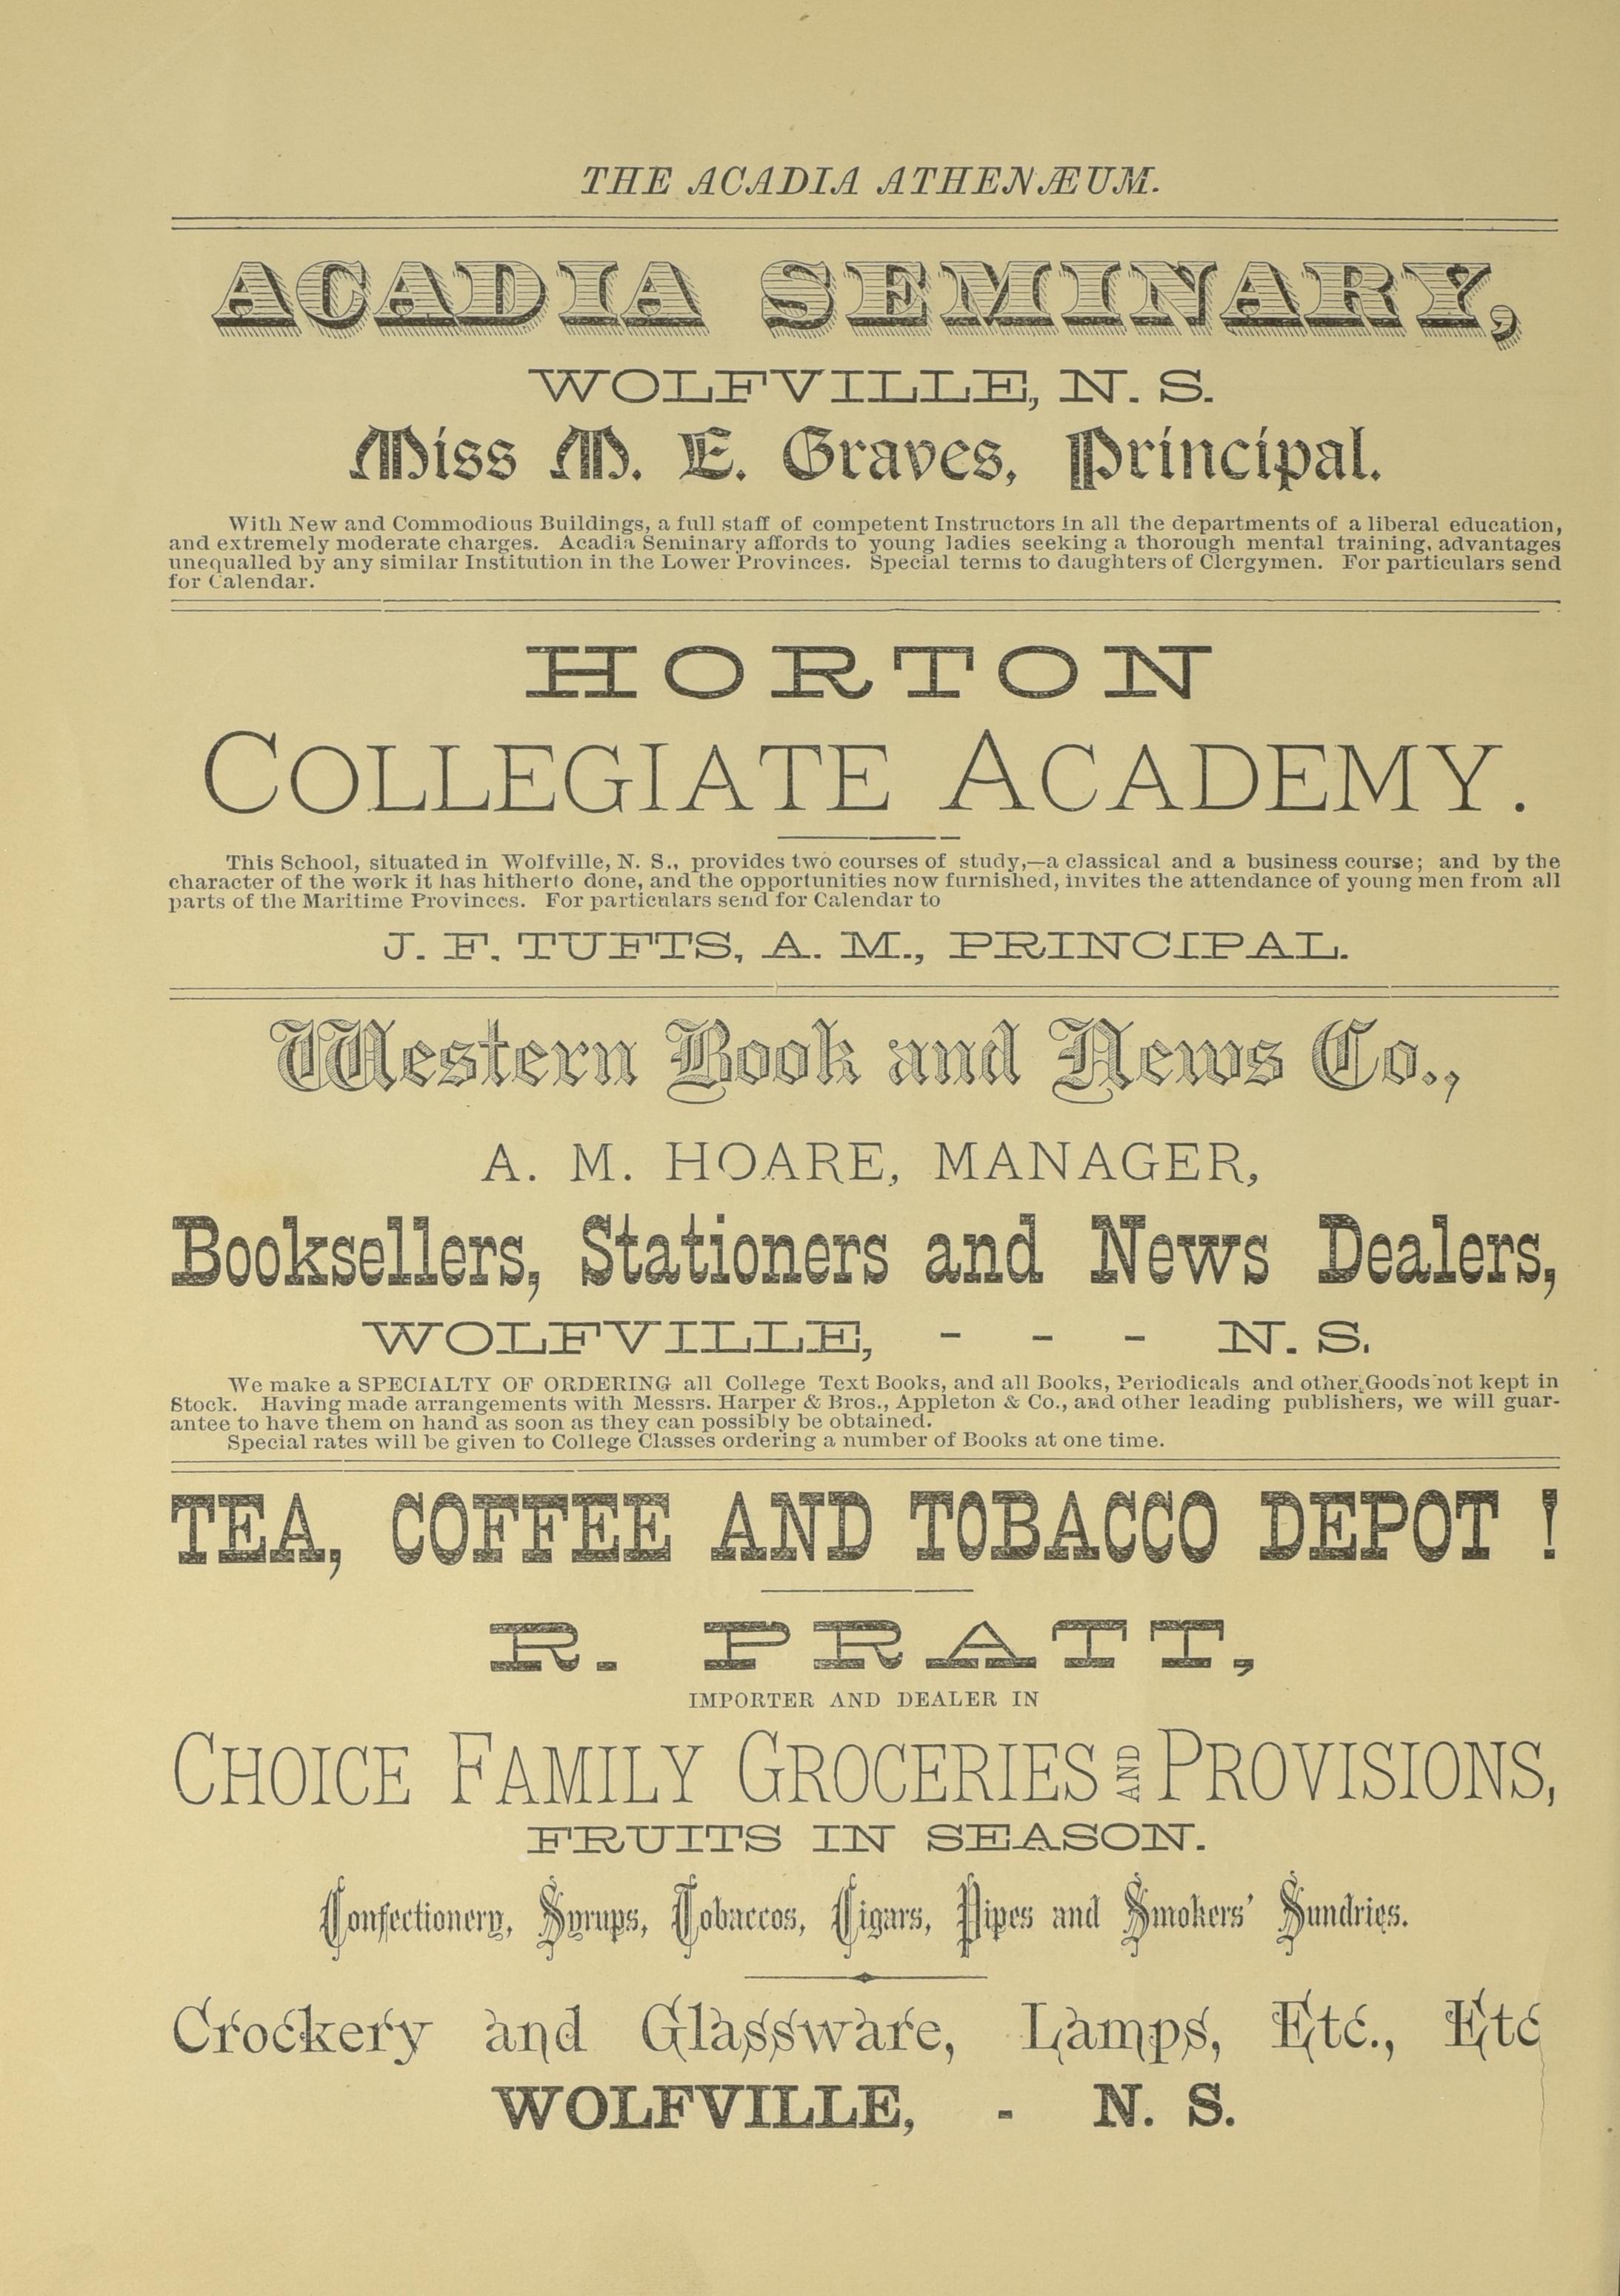 THE ACADIA ATHENÆUM.
ACADIA SEMINARY,
WOLFVILLE, N. S.
Miss M. E. Graves, Principal.
With New and Commodious Buildings, a full staff of competent Instructors in all the departments of a liberal education,
and extremely moderate charges. Acadia Seminary affords to young ladies seeking a thorough mental training, advantages
unequalled by any similar Institution in the Lower Provinces. Special terms to daughters of Clergymen. For particulars send
for Calendar.
HORTON
COLLEGIATE ACADEMY.
This School, situated in Wolfville, N. S., provides two courses of study,—a classical and a business course; and by the
character of the work it has hitherto done, and the opportunities now furnished, invites the attendance of young men from all
parts of the Maritime Provinces. For particulars send for Calendar to
J. F. TUFTS, A. M., PRINCIPAL.
Western Book and News Co.,
A. M. HOARE, MANAGER,
Booksellers, Stationers and News Dealers,
WOLFVILLE, - - - N. S.
We make a SPECIALTY OF ORDERING all College Text Books, and all Books, Periodicals and other Goods not kept in
Stock. Having made arrangements with Messrs. Harper & Bros., Appleton & Co., and other leading publishers, we will guar-
antee to have them on hand as soon as they can possibly be obtained.
Special rates will be given to College Classes ordering a number of Books at one time.
TEA, COFFEE AND TOBACCO DEPOT !
R. PRATT,
IMPORTER AND DEALER IN
CHOICE FAMILY GROCERIES AND PROVISIONS,
FRUITS IN SEASON.
Confectionery, Syrups, Tobaccos, Cigars, Pipes and Smokers' Sundries.
Crockery and Glassware, Lamps, Etc., Etc
WOLFVILLE, - N. S.